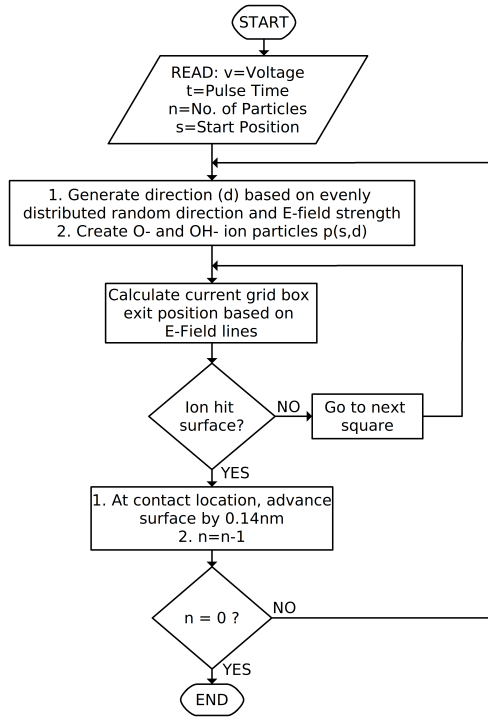 START
READ: v=Voltage
t=Pulse Time
n=No. of Particles
s=Start Position
1. Generate direction (d) based on evenly
distributed random direction and E-field strength
2. Create O- and OH- ion particles p(s,d)
Calculate current grid box
exit position based on
E-Field lines
Ion hit
surface?
NO
Go to next
square
YES
1. At contact location, advance
surface by 0.14nm
2. n=n-1
n = 0 ?
NO
YES
END